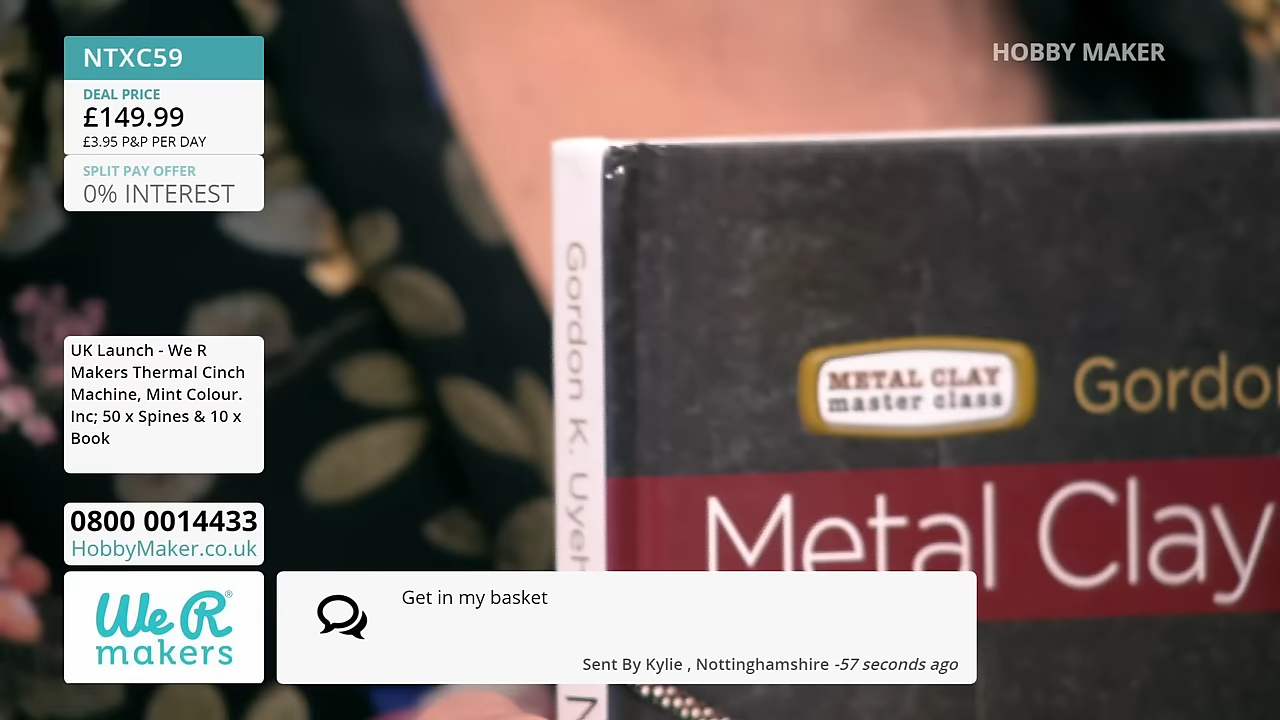 NTXC59
DEAL PRICE
£149.99
£3.95 P&P PER DAY
SPLIT PAY OFFER
0% INTEREST
HOBBY MAKER
UK Launch - We R
Makers Thermal Cinch
Machine, Mint Colour.
Inc; 50 x Spines & 10 x
Book
0800 0014433
HobbyMaker.co.uk
We R®
makers
Get in my basket
Sent By Kylie , Nottinghamshire -57 seconds ago
Gordon K.
METAL CLAY
master class
Metal Clay